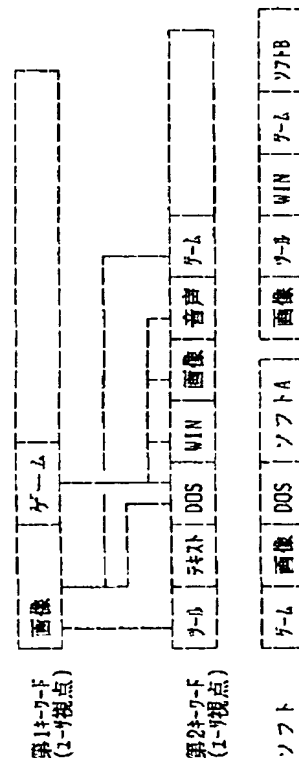 第1キーワード
(ユーザ視点)
画像
ゲーム
第2キーワード
(ユーザ視点)
ツール
テキスト
DOS
WIN
画像
音声
ゲーム
ソフト
ゲーム
画像
DOS
ソフトA
画像
ツール
WIN
ゲーム
ソフトB